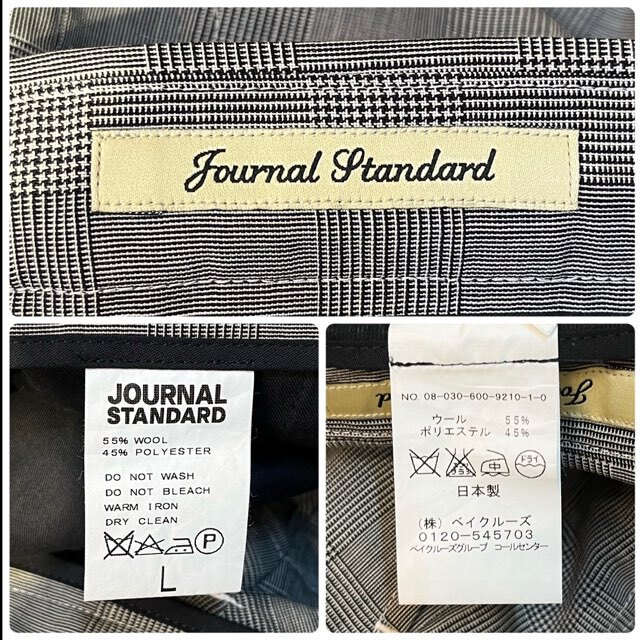 Journal Standard
JOURNAL
STANDARD
55% WOOL
45% POLYESTER
DO NOT WASH
DO NOT BLEACH
WARM IRON
DRY CLEAN
P
L
NO. 08-030-600-9210-1-0
ウール 55%
ポリエステル 45%
中 ドライ
日本製
(株) ベイクルーズ
0120-545703
ベイクルーズグループ コールセンター
Jo
d